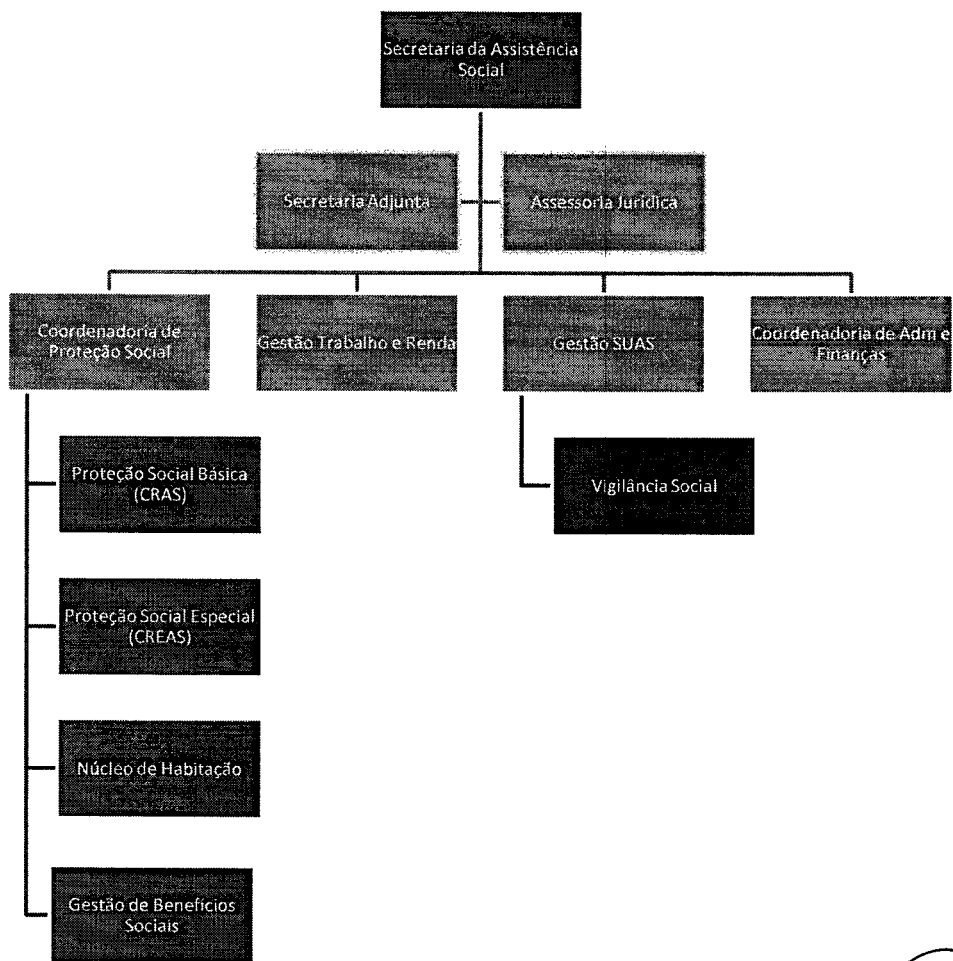 Secretaria da Assistência
Social
Secretaria Adjunta
Assessoria Jurídica
Coordenadoria de
Proteção Social
Gestão Trabalho e Renda
Gestão SUAS
Coordenadoria de Adm e
Finanças
Proteção Social Básica
(CRAS)
Vigilância Social
Proteção Social Especial
(CREAS)
Núcleo de Habitação
Gestão de Benefícios
Sociais